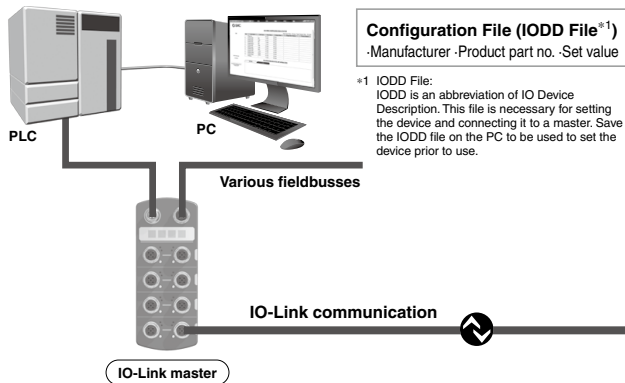 Configuration File (IODD File*1)
·Manufacturer ·Product part no. ·Set value
*1 IODD File:
IODD is an abbreviation of IO Device
Description. This file is necessary for setting
the device and connecting it to a master. Save
the IODD file on the PC to be used to set the
device prior to use.
PLC
PC
Various fieldbusses
IO-Link communication
IO-Link master